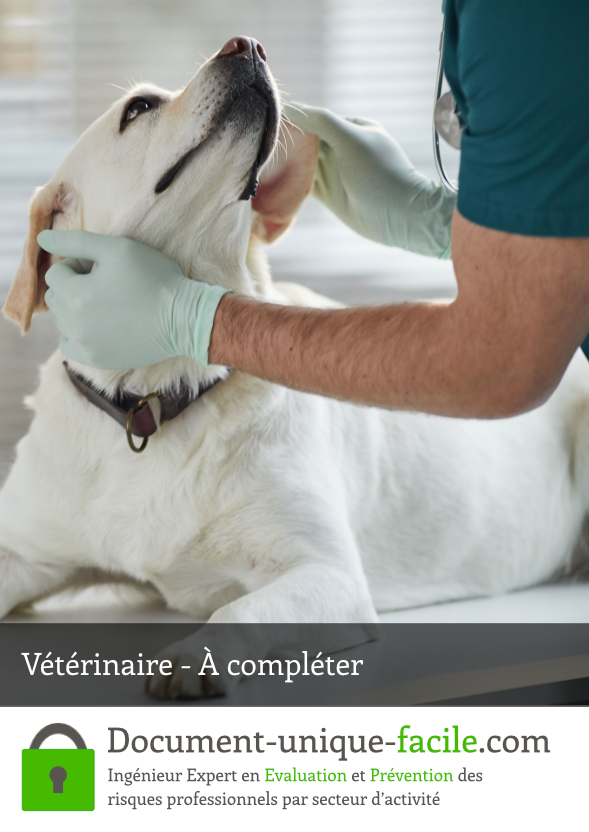 Vétérinaire - À compléter
Document-unique-facile.com
Ingénieur Expert en Evaluation et Prévention des
risques professionnels par secteur d'activité